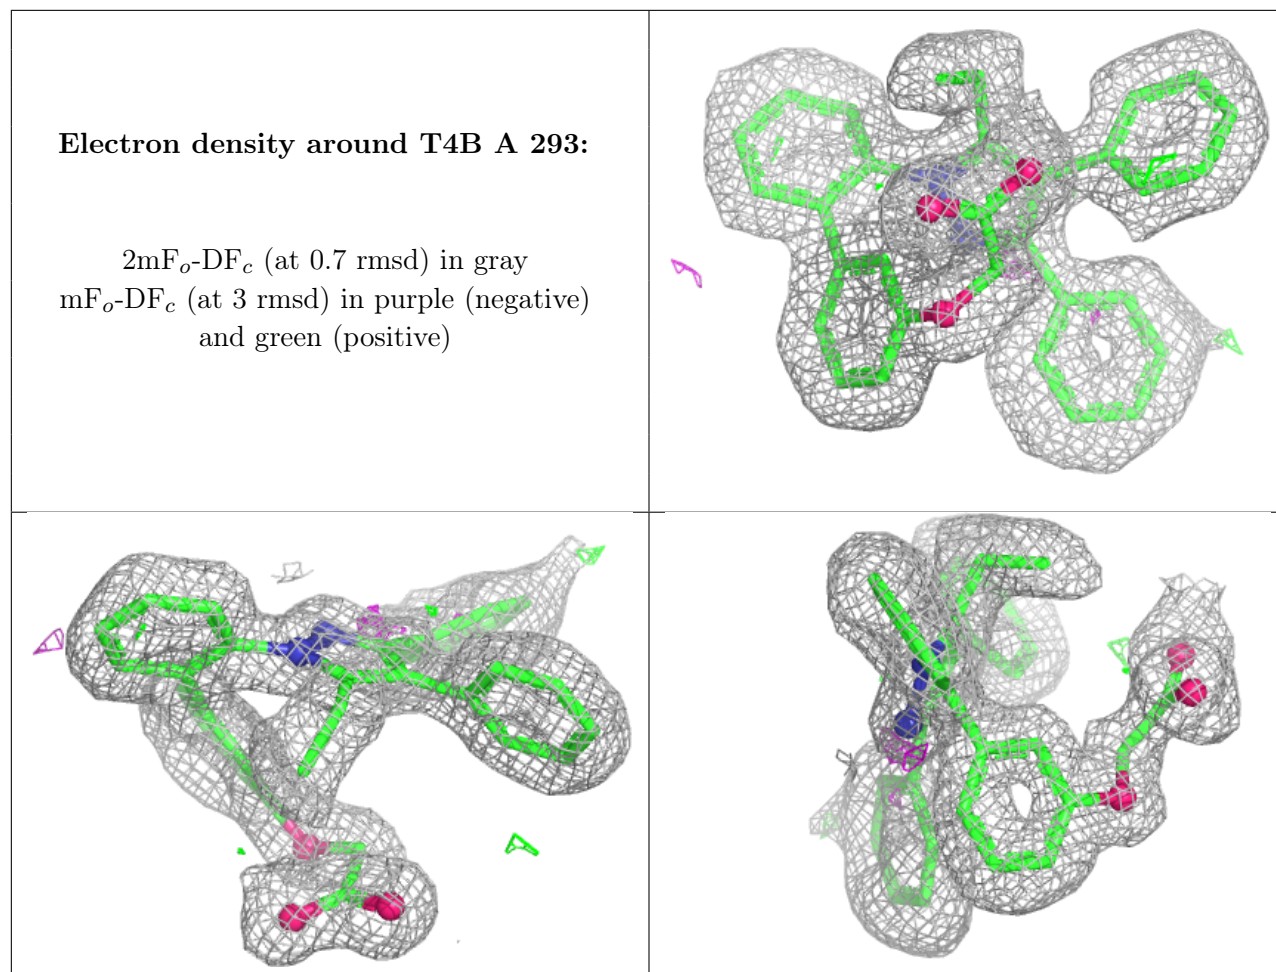 Electron density around T4B A 293:
2mFo-DFc (at 0.7 rmsd) in gray
mFo-DFc (at 3 rmsd) in purple (negative)
and green (positive)